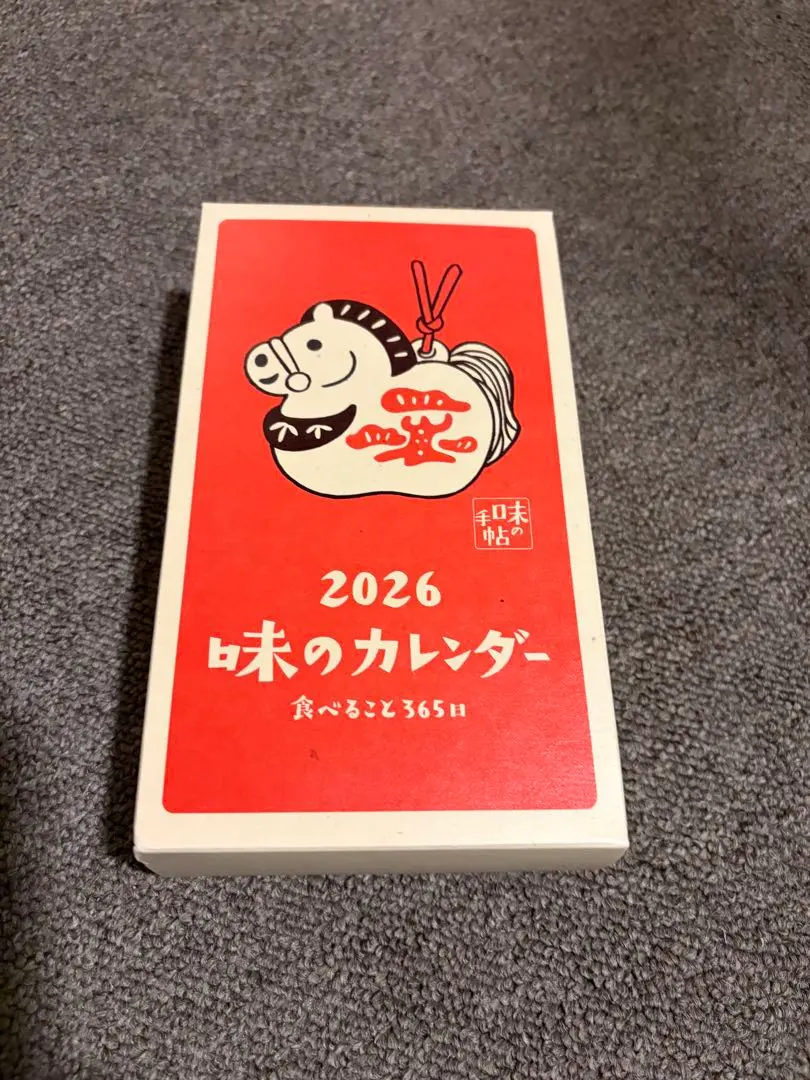 味の
手帖
2026
味のカレンダー
食べること365日